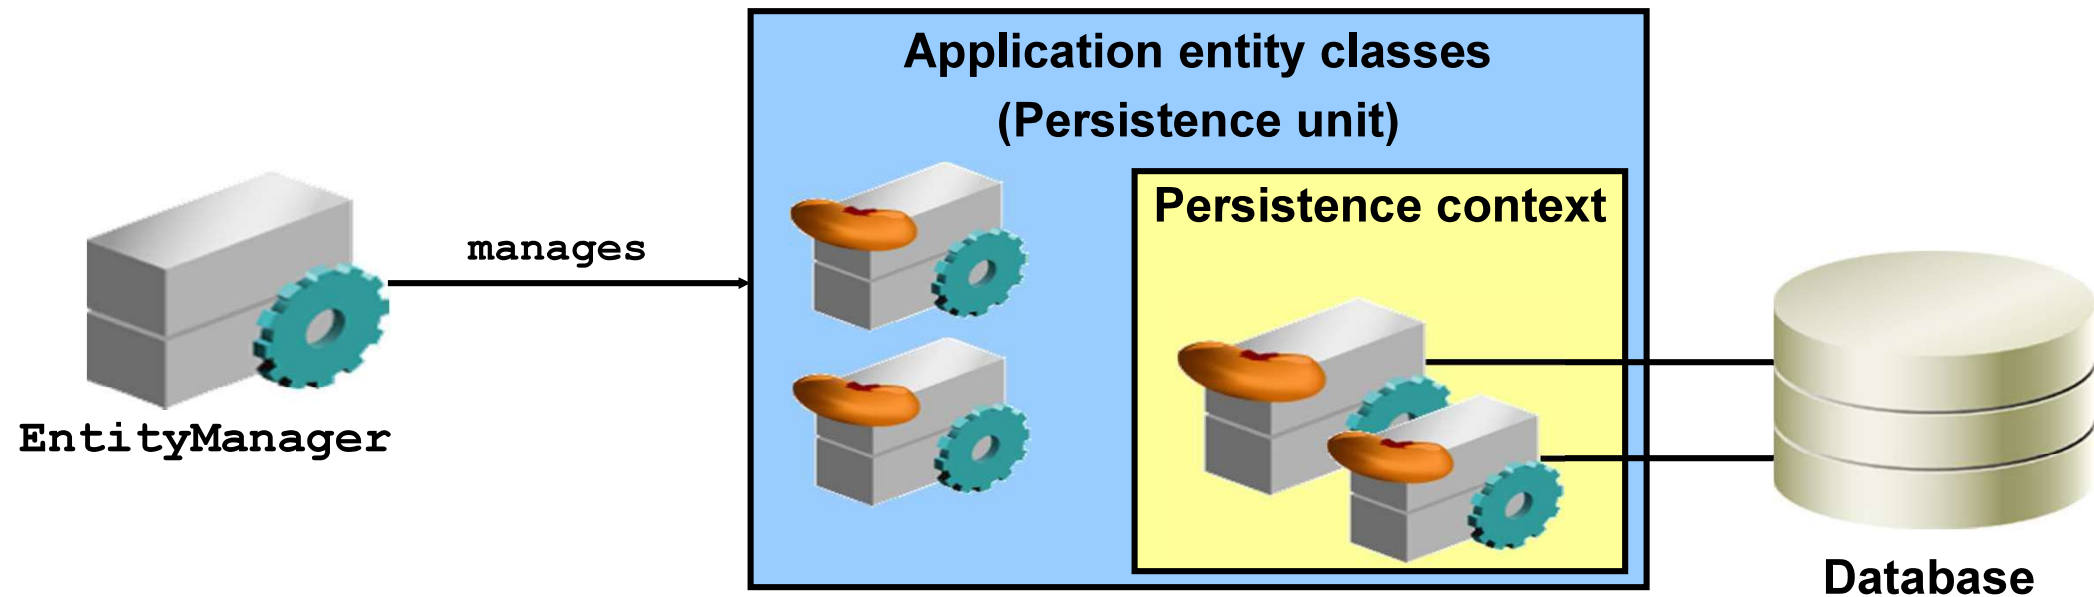 Application entity classes
(Persistence unit)
Persistence context
manages
EntityManager
Database